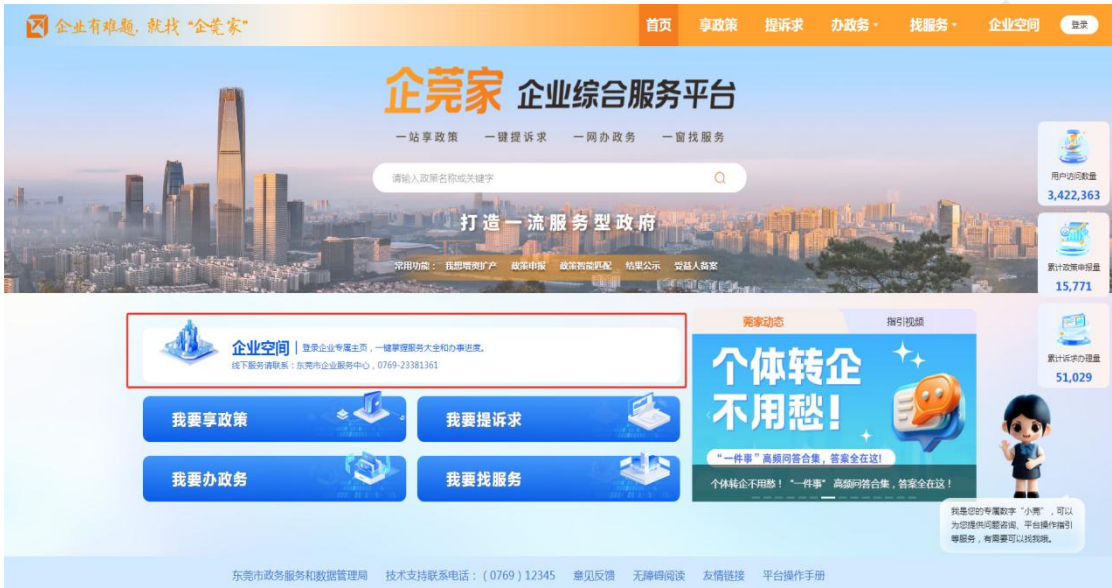 企业有难题，就找“企莞家”
首页 享政策 提诉求 办政务 找服务 企业空间 登录
企莞家 企业综合服务平台
一站享政策 一键提诉求 一网办政务 一窗找服务
请输入政策名称或关键字
打造一流服务型政府
常用功能： 我想增资扩产 政策申报 政策智能匹配 结果公示 受益人备案
用户访问数量
3,422,363
累计政策申报量
15,771
累计诉求办理量
51,029
企业空间 | 登录企业专属主页，一键掌握服务大全和办事进度。
线下服务请联系：东莞市企业服务中心，0769-23381361
我要享政策
我要提诉求
我要办政务
我要找服务
莞家动态 指引视频
个体转企
不用愁！
“一件事”高频问答合集，答案全在这！
个体转企不用愁！“一件事”高频问答合集，答案全在这！
我是您的专属数字“小莞”，可以
为您提供问题咨询、平台操作指引
等服务，有需要可以找我哦。
东莞市政务服务和数据管理局 技术支持联系电话：(0769) 12345 意见反馈 无障碍阅读 友情链接 平台操作手册